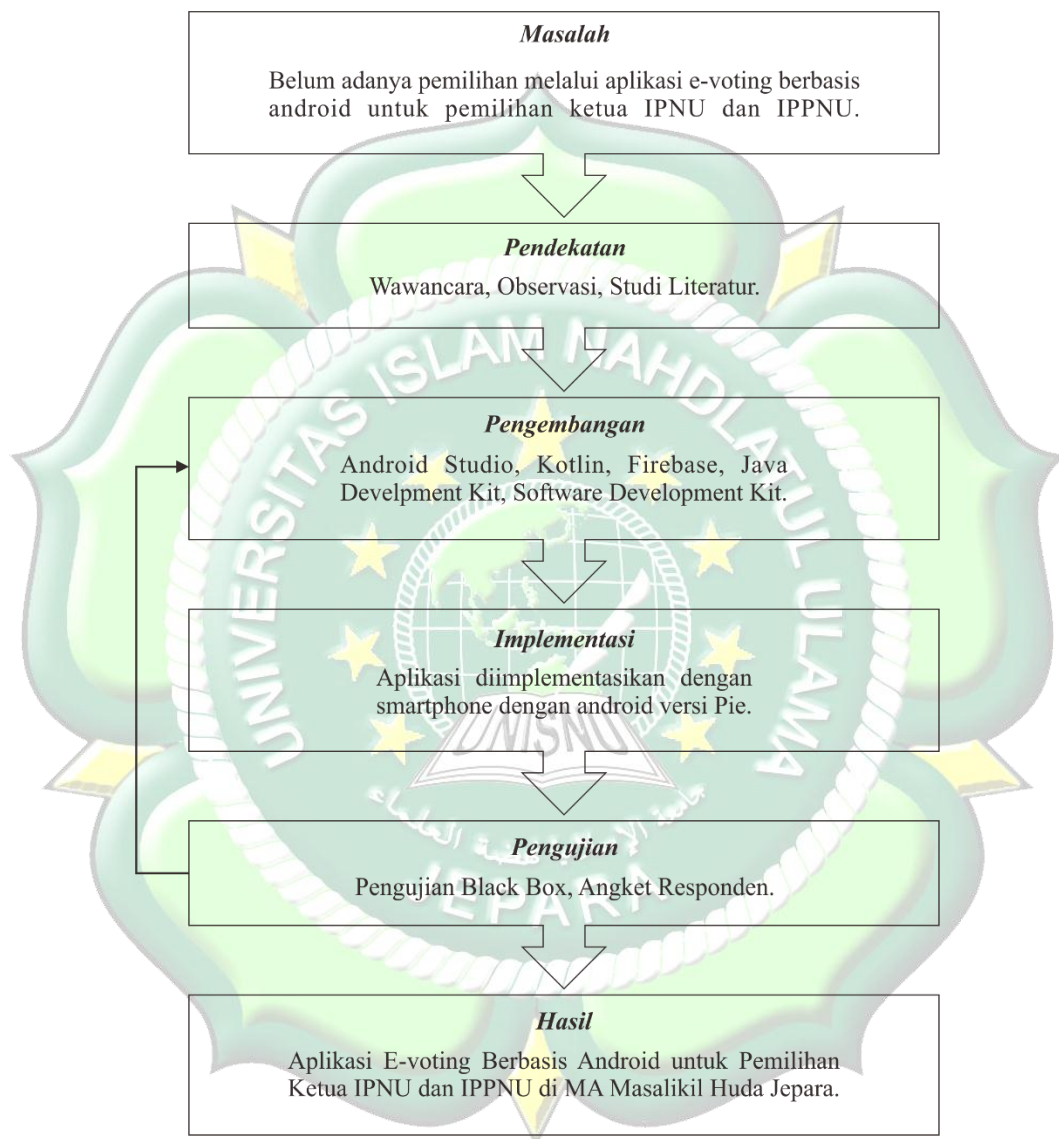 Masalah
Belum adanya pemilihan melalui aplikasi e-voting berbasis
android untuk pemilihan ketua IPNU dan IPPNU.
Pendekatan
Wawancara, Observasi, Studi Literatur.
UNIVERSITAS ISLAM NAHDLATUL ULAMA
Pengembangan
Android Studio, Kotlin, Firebase, Java
Develpment Kit, Software Development Kit.
Implementasi
Aplikasi diimplementasikan dengan
smartphone dengan android versi Pie.
UNISNU
Pengujian
Pengujian Black Box, Angket Responden.
JEPARA
Hasil
Aplikasi E-voting Berbasis Android untuk Pemilihan
Ketua IPNU dan IPPNU di MA Masalikil Huda Jepara.